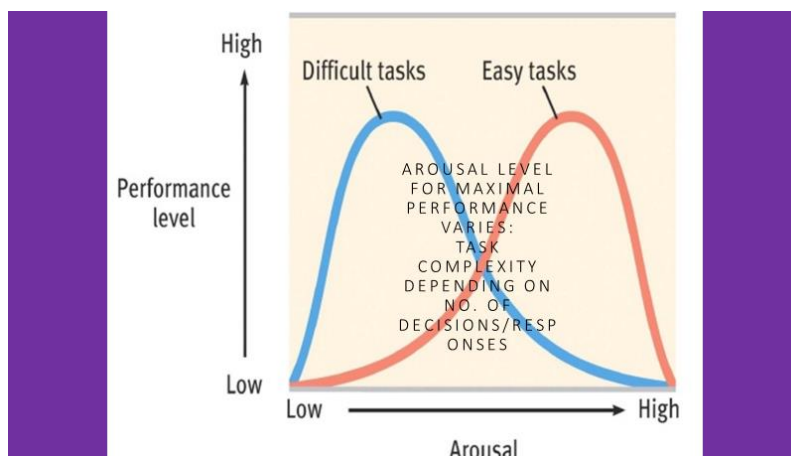 High
Difficult tasks
Easy tasks
Performance
level
AROUSAL LEVEL
FOR MAXIMAL
PERFORMANCE
VARIES:
TASK
COMPLEXITY
DEPENDING ON
NO. OF
DECISIONS/RESP
ONSES
Low
Low
High
Arousal